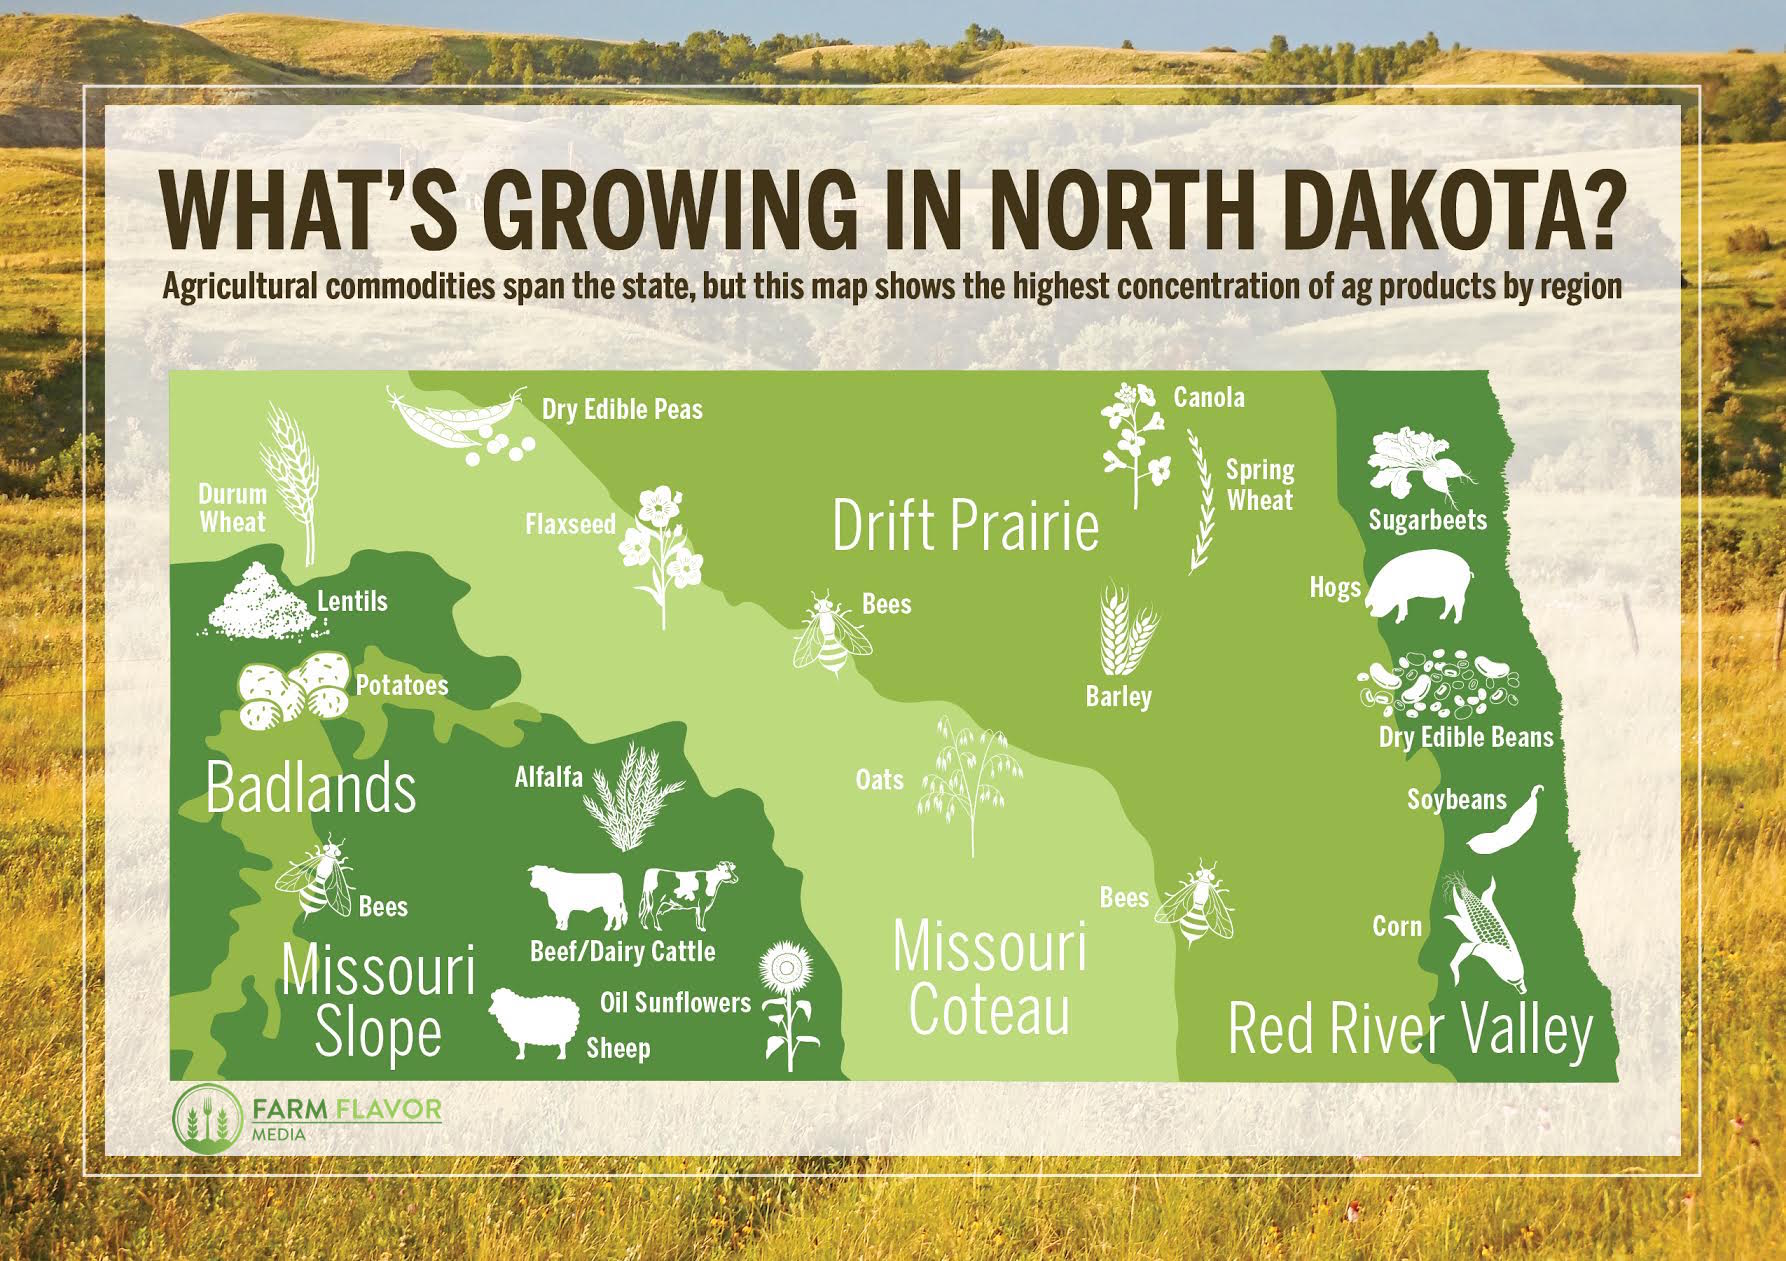 WHAT'S GROWING IN NORTH DAKOTA?
Agricultural commodities span the state, but this map shows the highest concentration of ag products by region
Dry Edible Peas
Canola
Durum
Wheat
Flaxseed
Drift Prairie
Spring
Wheat
Sugarbeets
Lentils
Bees
Hogs
Potatoes
Barley
Dry Edible Beans
Badlands
Alfalfa
Oats
Soybeans
Bees
Beef/Dairy Cattle
Bees
Corn
Missouri
Slope
Oil Sunflowers
Sheep
Missouri
Coteau
Red River Valley
FARM FLAVOR
MEDIA